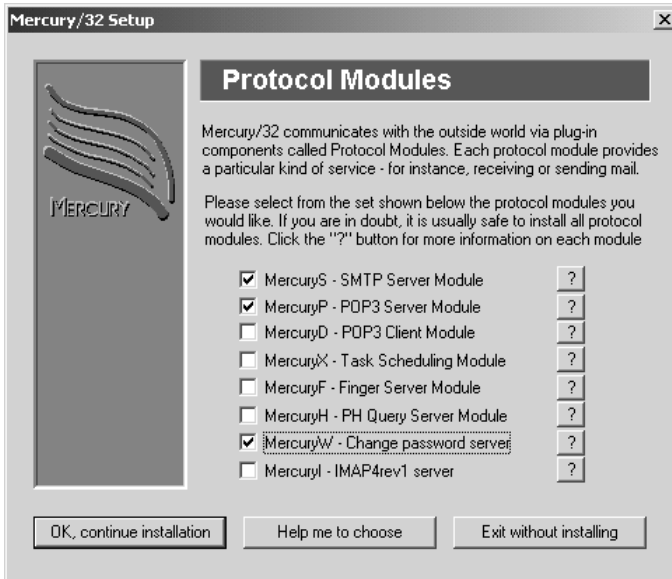 Mercury/32 Setup
Protocol Modules
Mercury/32 communicates with the outside world via plug-in
components called Protocol Modules. Each protocol module provides
a particular kind of service - for instance, receiving or sending mail.
Please select from the set shown below the protocol modules you
would like. If you are in doubt, it is usually safe to install all protocol
modules. Click the "?" button for more information on each module
MERCURY
MercuryS - SMTP Server Module ?
MercuryP - POP3 Server Module ?
MercuryD - POP3 Client Module ?
MercuryX - Task Scheduling Module ?
MercuryF - Finger Server Module ?
MercuryH - PH Query Server Module ?
MercuryW - Change password server ?
MercuryI - IMAP4rev1 server ?
OK, continue installation
Help me to choose
Exit without installing